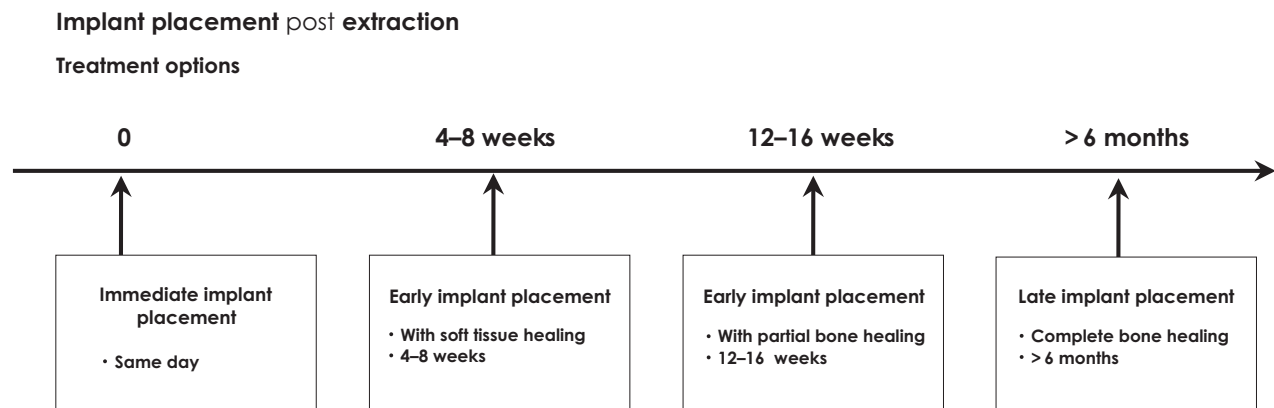 Implant placement post extraction
Treatment options
0
4–8 weeks
12–16 weeks
> 6 months
Immediate implant
placement
• Same day
Early implant placement
• With soft tissue healing
• 4–8 weeks
Early implant placement
• With partial bone healing
• 12–16 weeks
Late implant placement
• Complete bone healing
• > 6 months